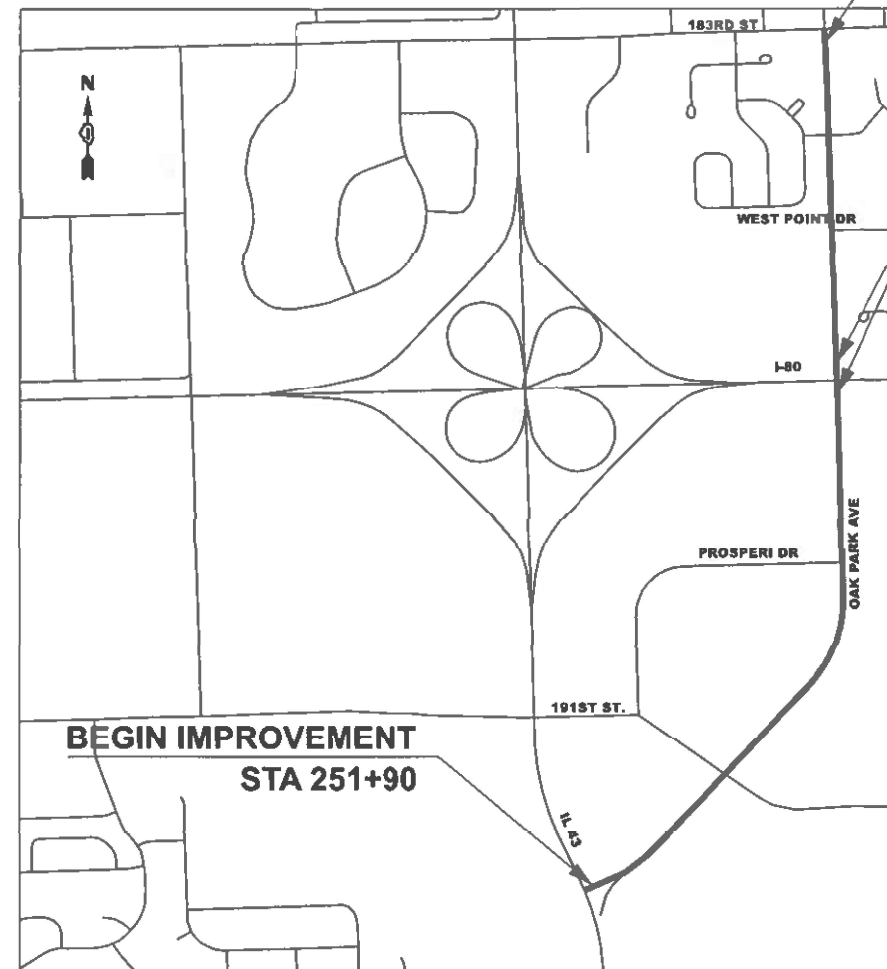 183RD ST
N
WEST POINT DR
I-80
OAK PARK AVE
PROSPERI DR
191ST ST.
BEGIN IMPROVEMENT
STA 251+90
IL 43